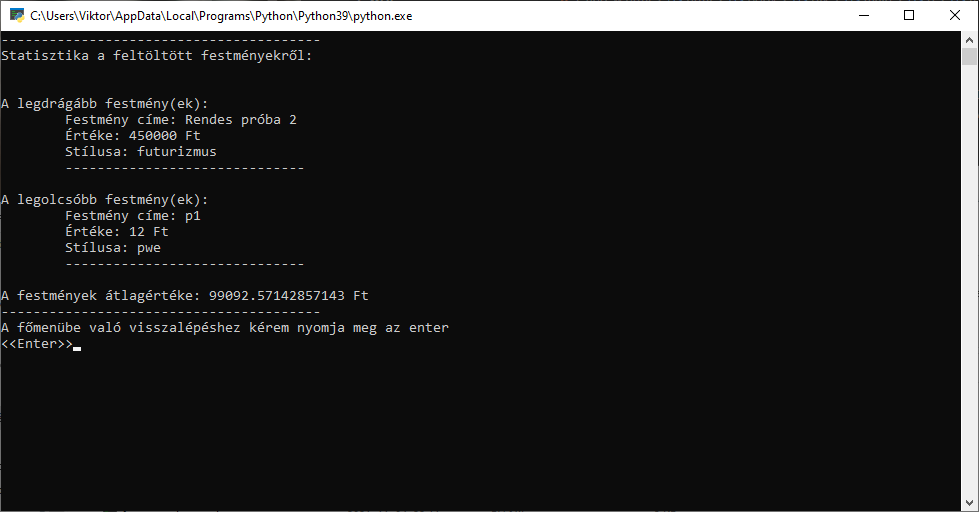 C:\Users\Viktor\AppData\Local\Programs\Python\Python39\python.exe
----------------------------------------
Statisztika a feltöltött festményekről:
A legdrágább festmény(ek):
Festmény címe: Rendes próba 2
Értéke: 450000 Ft
Stílusa: futurizmus
------------------------------
A legolcsóbb festmény(ek):
Festmény címe: p1
Értéke: 12 Ft
Stílusa: pwe
------------------------------
A festmények átlagértéke: 99092.57142857143 Ft
----------------------------------------
A főmenübe való visszalépéshez kérem nyomja meg az enter
<<Enter>>